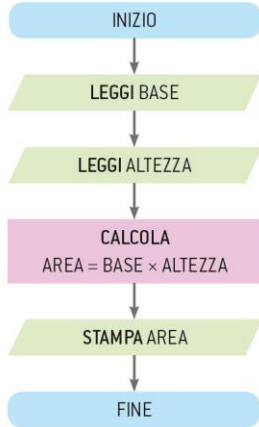 INIZIO
LEGGI BASE
LEGGI ALTEZZA
CALCOLA
AREA = BASE × ALTEZZA
STAMPA AREA
FINE